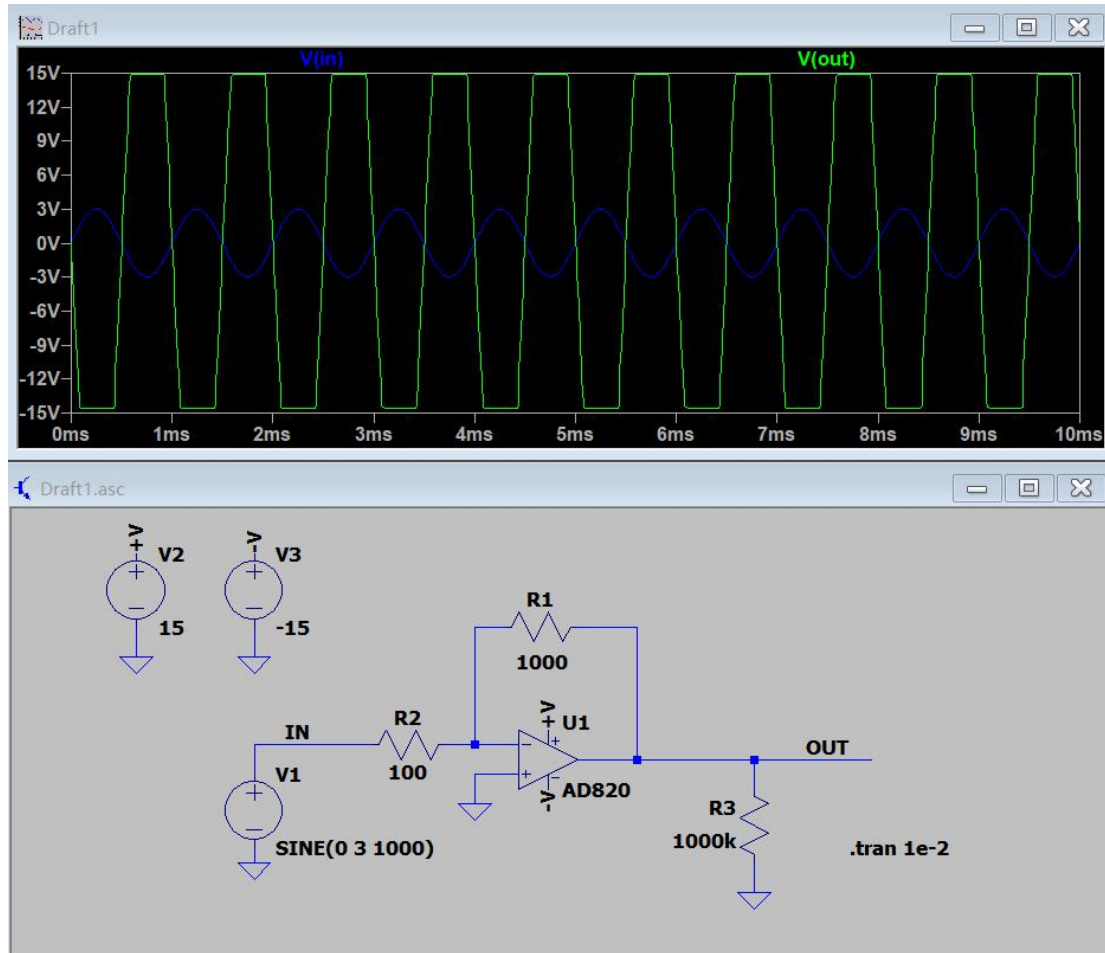 Draft1
V(in) V(out)
15V
12V
9V
6V
3V
0V
-3V
-6V
-9V
-12V
-15V
0ms 1ms 2ms 3ms 4ms 5ms 6ms 7ms 8ms 9ms 10ms
Draft1.asc
+V
V2
15
-V
V3
-15
R1
1000
IN
R2
100
+V
U1
-V
AD820
OUT
V1
SINE(0 3 1000)
R3
1000k
.tran 1e-2